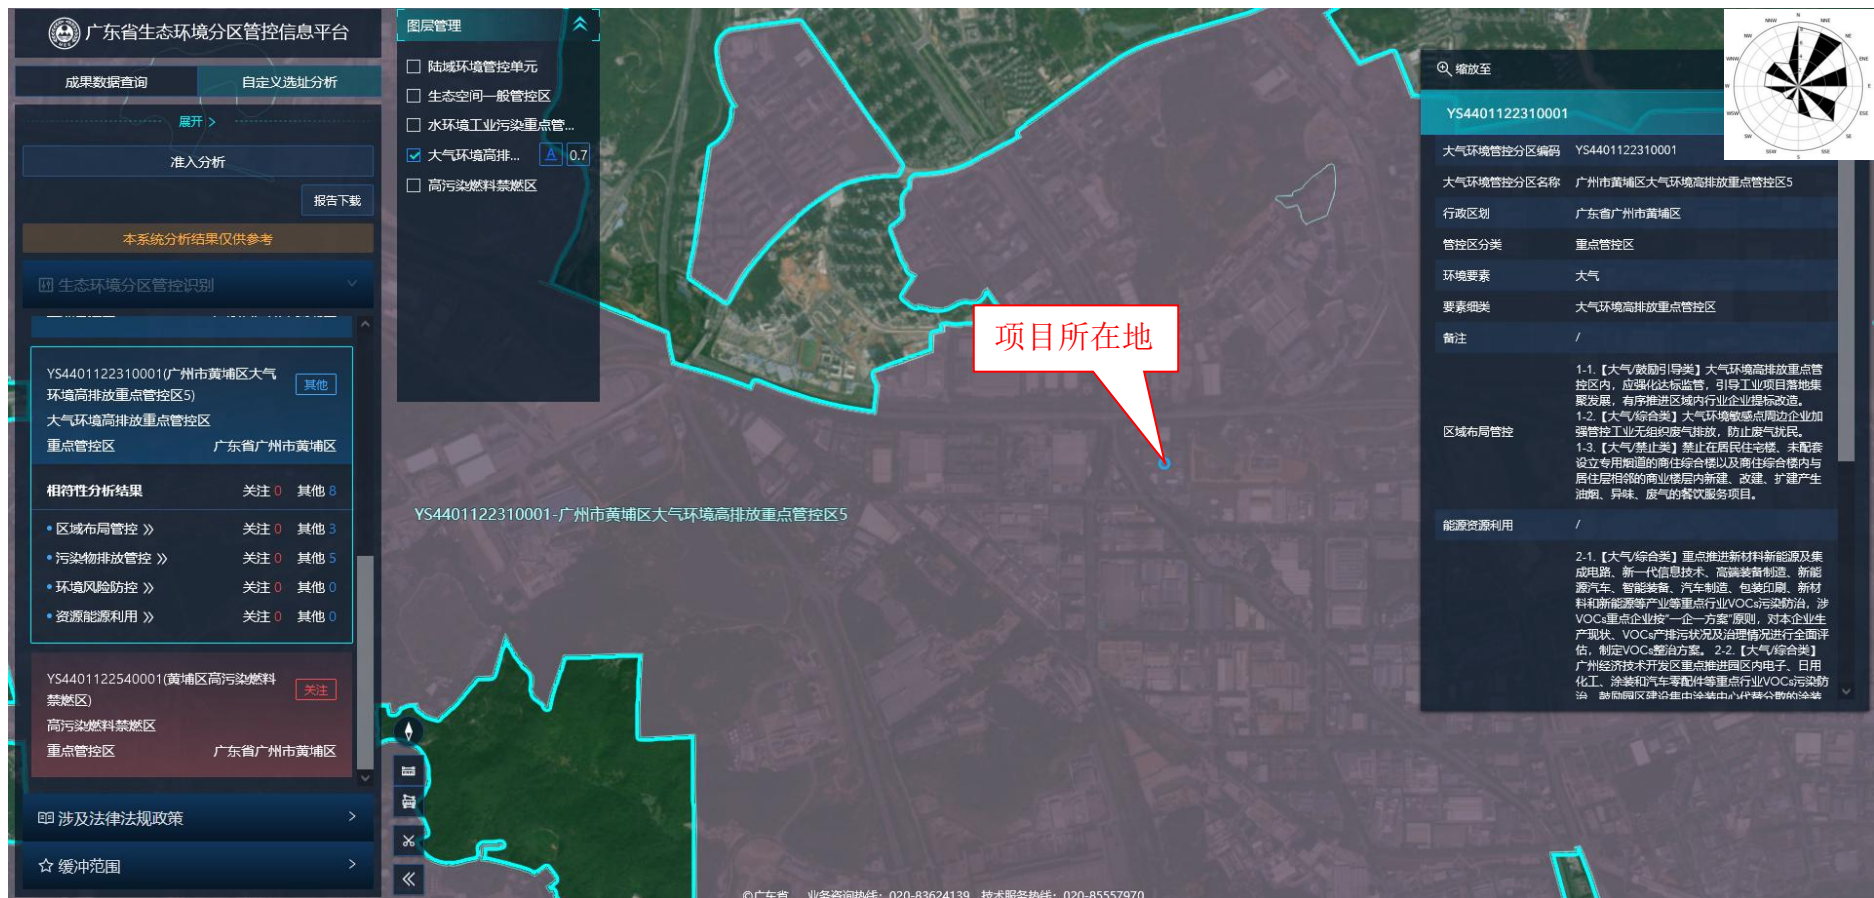 广东省生态环境分区管控信息平台
成果数据查询
自定义选址分析
展开 >
准入分析
报告下载
本系统分析结果仅供参考
生态环境分区管控识别
YS4401122310001(广州市黄埔区大气
环境高排放重点管控区5)
其他
大气环境高排放重点管控区
重点管控区 广东省广州市黄埔区
相符性分析结果 关注 0 其他 8
区域布局管控 关注 0 其他 3
污染物排放管控 关注 0 其他 5
环境风险防控 关注 0 其他 0
资源能源利用 关注 0 其他 0
YS4401122540001(黄埔区高污染燃料
禁燃区)
关注
高污染燃料禁燃区
重点管控区 广东省广州市黄埔区
涉及法律法规政策
缓冲范围
图层管理
陆域环境管控单元
生态空间一般管控区
水环境工业污染重点管...
大气环境高排... A 0.7
高污染燃料禁燃区
项目所在地
YS4401122310001-广州市黄埔区大气环境高排放重点管控区5
缩放至
YS4401122310001
大气环境管控分区编码 YS4401122310001
大气环境管控分区名称 广州市黄埔区大气环境高排放重点管控区5
行政区划 广东省广州市黄埔区
管控区分类 重点管控区
环境要素 大气
要素细类 大气环境高排放重点管控区
备注 /
区域布局管控
1-1.【大气/鼓励引导类】大气环境高排放重点管
控区内，应强化达标监管，引导工业项目落地集
聚发展，有序推进区域内行业企业提标改造。
1-2.【大气/综合类】大气环境敏感点周边企业加
强管控工业无组织废气排放，防止废气扰民。
1-3.【大气/禁止类】禁止在居民住宅楼、未配套
设立专用烟道的商住综合楼以及商住综合楼内与
居住层相邻的商业楼层内新建、改建、扩建产生
油烟、异味、废气的餐饮服务项目。
能源资源利用 /
2-1.【大气/综合类】重点推进新材料新能源及集
成电路、新一代信息技术、高端装备制造、新能
源汽车、智能装备、汽车制造、包装印刷、新材
料和新能源等产业等重点行业VOCs污染防治，涉
VOCs重点企业按“一企一方案”原则，对本企业生
产现状、VOCs产排污状况及治理情况进行全面评
估，制定VOCs整治方案。 2-2.【大气/综合类】
广州经济技术开发区重点推进园区内电子、日用
化工、涂装和汽车零配件等重点行业VOCs污染防
治，鼓励园区建设集中涂装中心代替分散的涂装
N
NNE
NE
ENE
E
ESE
SE
SSE
S
SSW
SW
WSW
W
WNW
NW
NNW
©广东省 业务咨询热线：020-83624139 技术服务热线：020-85557970